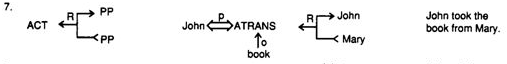 7.
R PP
ACT
PP
p R John
John ATRANS
o Mary
book
John took the
book from Mary.